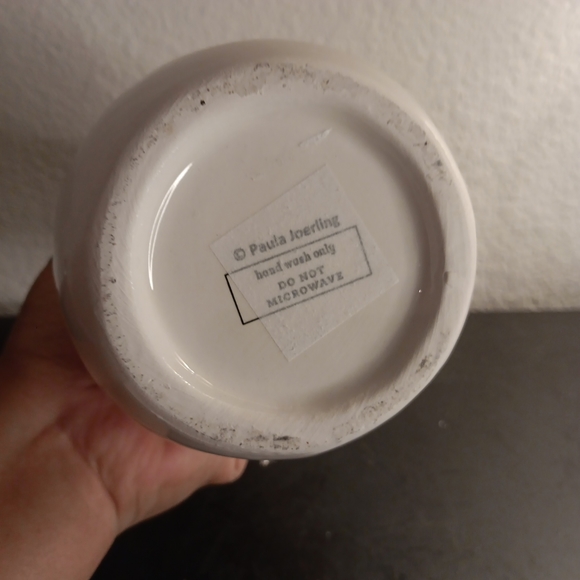 © Paula Joerling
hand wash only
DO NOT
MICROWAVE